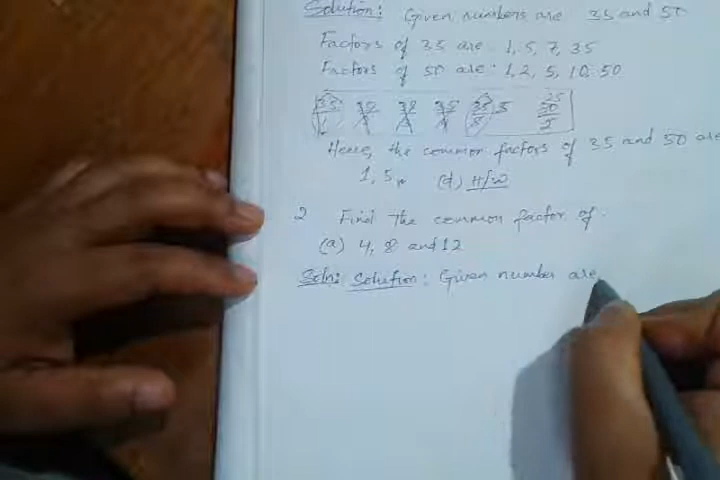 Solution: Given numbers are 35 and 50
Factors of 35 are: 1, 5, 7, 35
Factors of 50 are: 1, 2, 5, 10, 50
Hence, the common factors of 35 and 50 are
1, 5, (d) H/W
2 Find the common factor of.
(a) 4, 8 and 12
Soln: Solution: Given number are